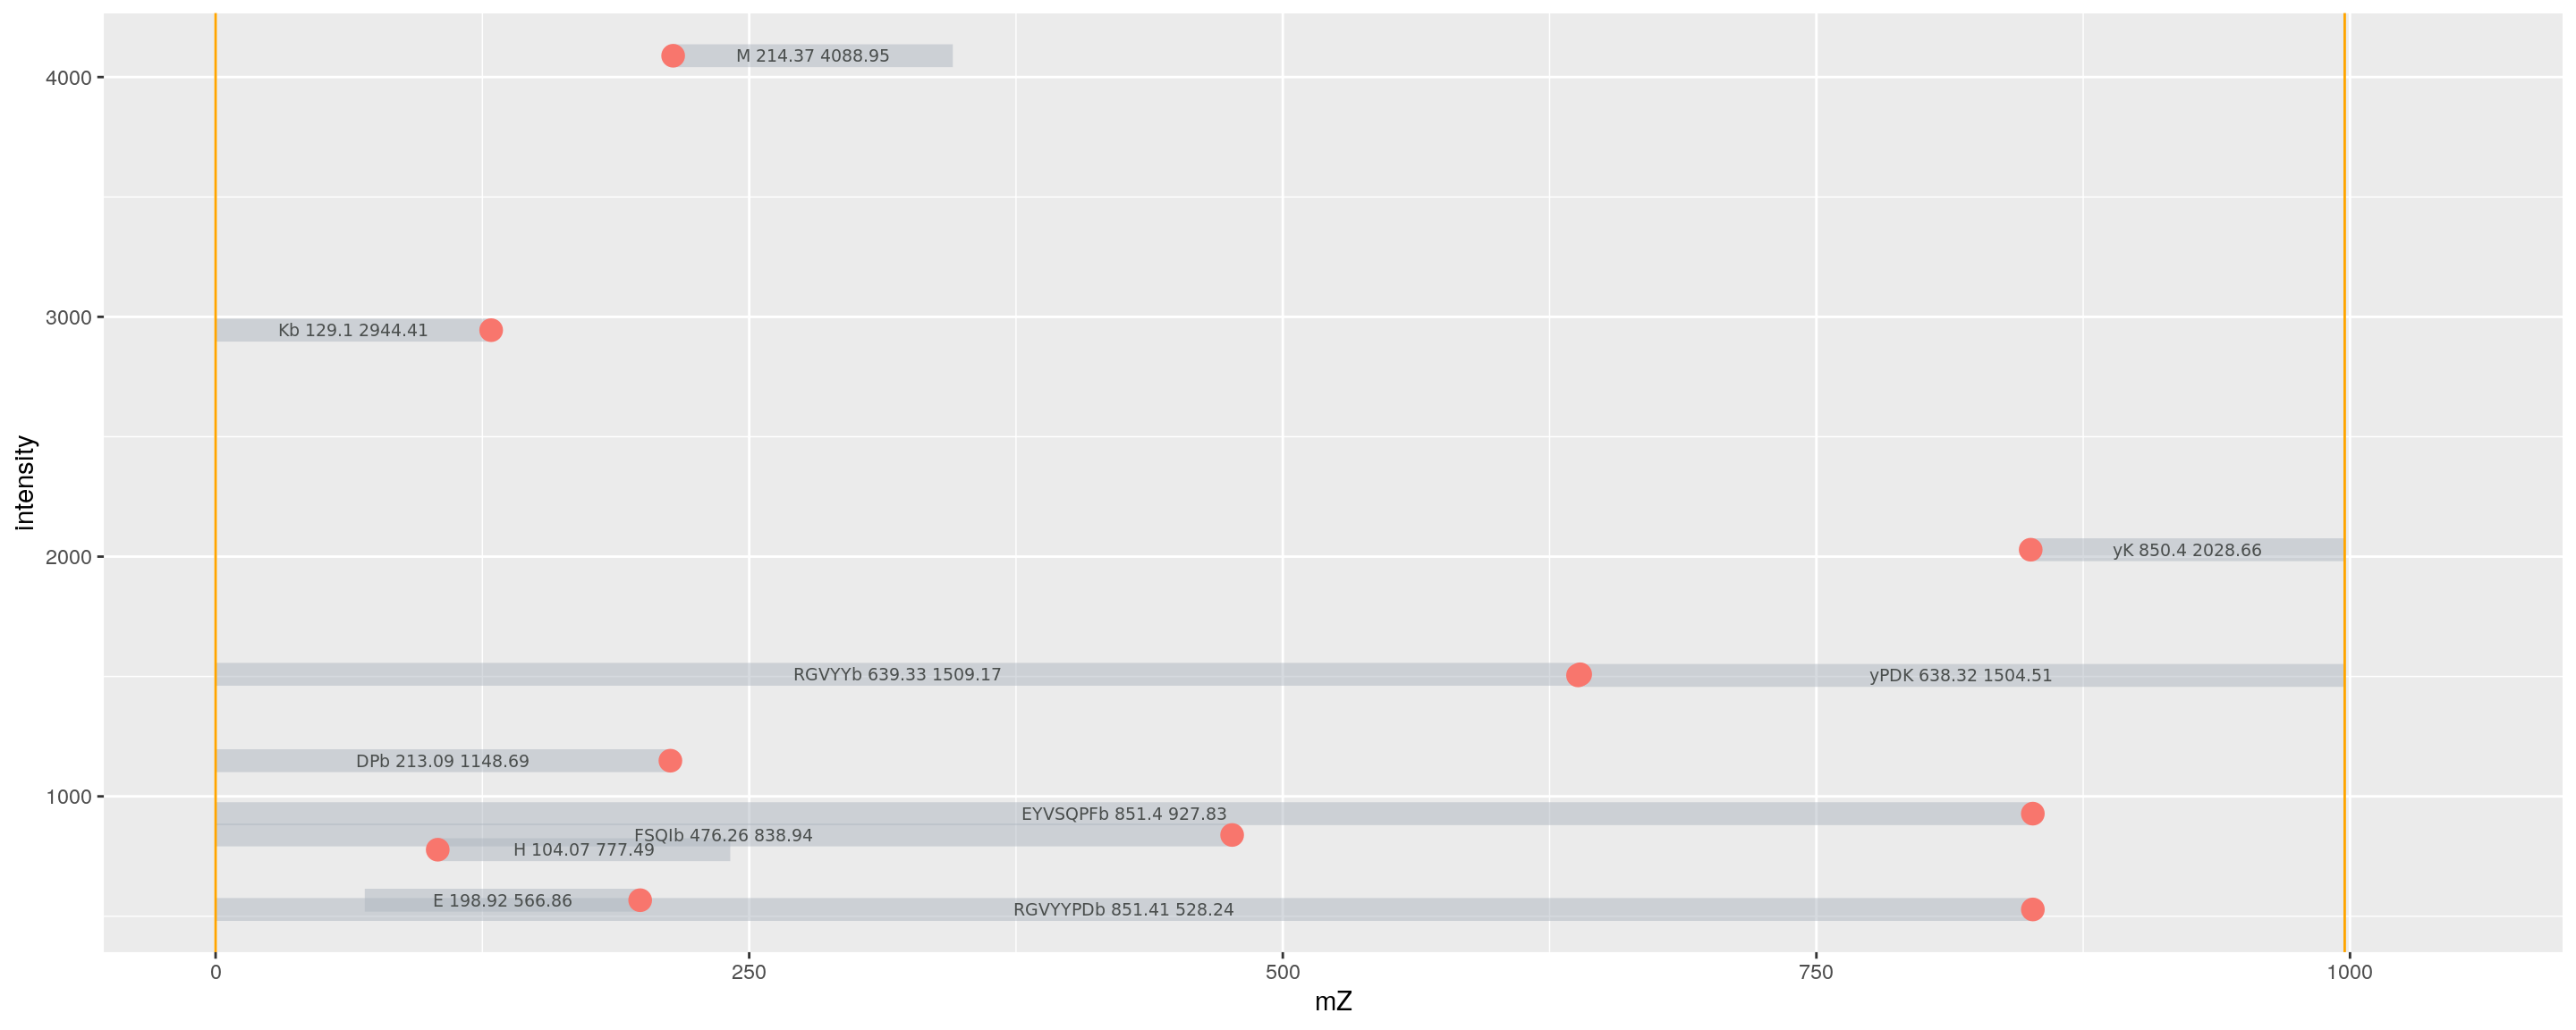 M 214.37 4088.95
4000
Kb 129.1 2944.41
3000
yK 850.4 2028.66
2000
RGVYYb 639.33 1509.17
yPDK 638.32 1504.51
DPb 213.09 1148.69
1000
EYVSQPFb 851.4 927.83
FSQIb 476.26 838.94
H 104.07 777.49
E 198.92 566.86
RGVYYPDb 851.41 528.24
intensity
0 250 500 750 1000
mZ